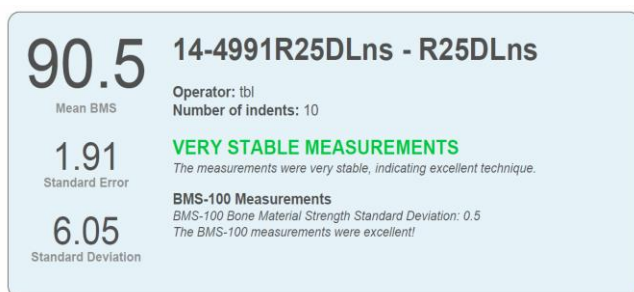 90.5
Mean BMS
1.91
Standard Error
6.05
Standard Deviation
14-4991R25DLns - R25DLns
Operator: tbl
Number of indents: 10
VERY STABLE MEASUREMENTS
The measurements were very stable, indicating excellent technique.
BMS-100 Measurements
BMS-100 Bone Material Strength Standard Deviation: 0.5
The BMS-100 measurements were excellent!